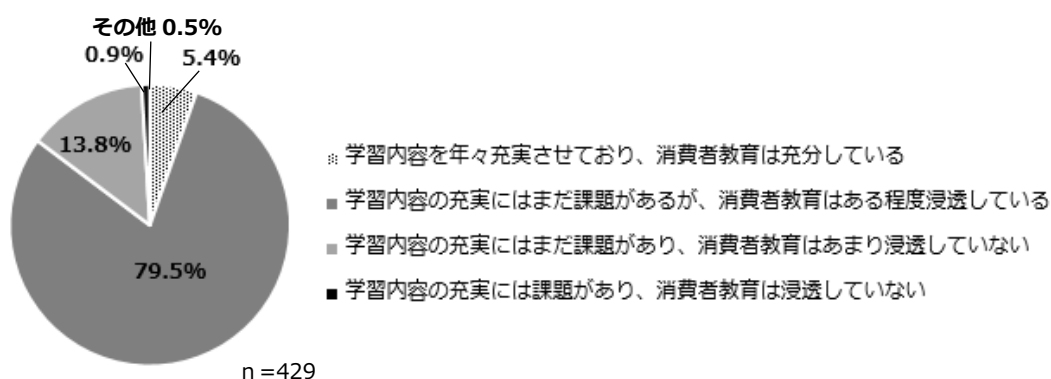 その他 0.5%
0.9%
5.4%
13.8%
79.5%
n=429
学習内容を年々充実させており、消費者教育は充分している
学習内容の充実にはまだ課題があるが、消費者教育はある程度浸透している
学習内容の充実にはまだ課題があり、消費者教育はあまり浸透していない
学習内容の充実には課題があり、消費者教育は浸透していない